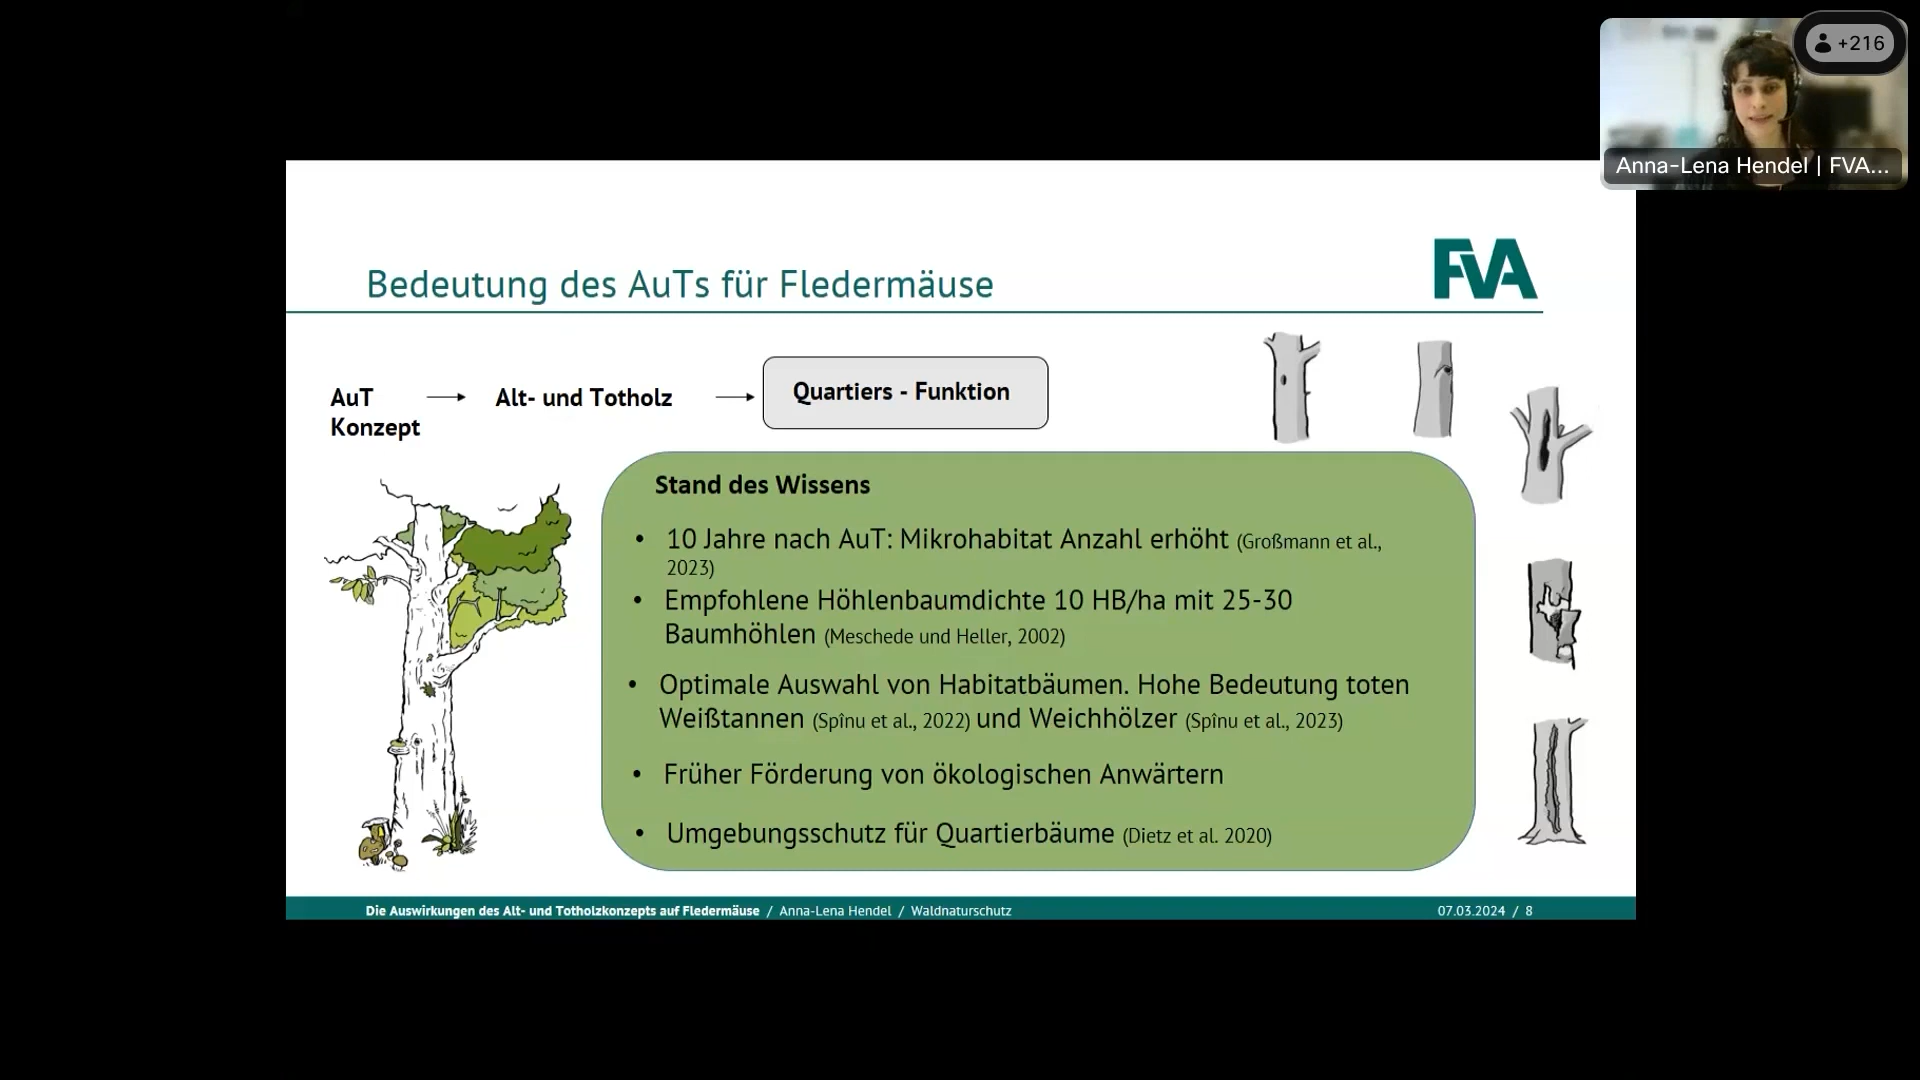 +216
Anna-Lena Hendel | FVA...
FVA
Bedeutung des AuTs für Fledermäuse
AuT
Konzept
Alt- und Totholz
Quartiers - Funktion
Stand des Wissens
• 10 Jahre nach AuT: Mikrohabitat Anzahl erhöht (Großmann et al.,
2023)
• Empfohlene Höhlenbaumdichte 10 HB/ha mit 25-30
Baumhöhlen (Meschede und Heller, 2002)
• Optimale Auswahl von Habitatbäumen. Hohe Bedeutung toten
Weißtannen (Spînu et al., 2022) und Weichhölzer (Spînu et al., 2023)
• Früher Förderung von ökologischen Anwärtern
• Umgebungsschutz für Quartierbäume (Dietz et al. 2020)
Die Auswirkungen des Alt- und Totholzkonzepts auf Fledermäuse / Anna-Lena Hendel / Waldnaturschutz
07.03.2024 / 8